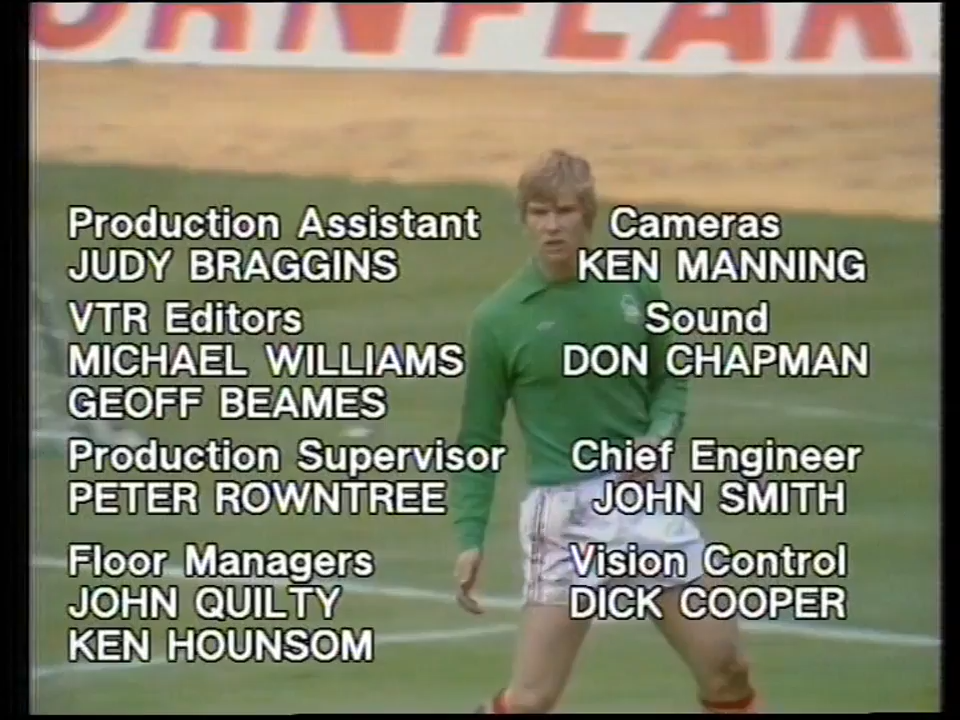 ORNFLAK
Production Assistant
JUDY BRAGGINS
VTR Editors
MICHAEL WILLIAMS
GEOFF BEAMES
Production Supervisor
PETER ROWNTREE
Floor Managers
JOHN QUILTY
KEN HOUNSOM
Cameras
KEN MANNING
Sound
DON CHAPMAN
Chief Engineer
JOHN SMITH
Vision Control
DICK COOPER